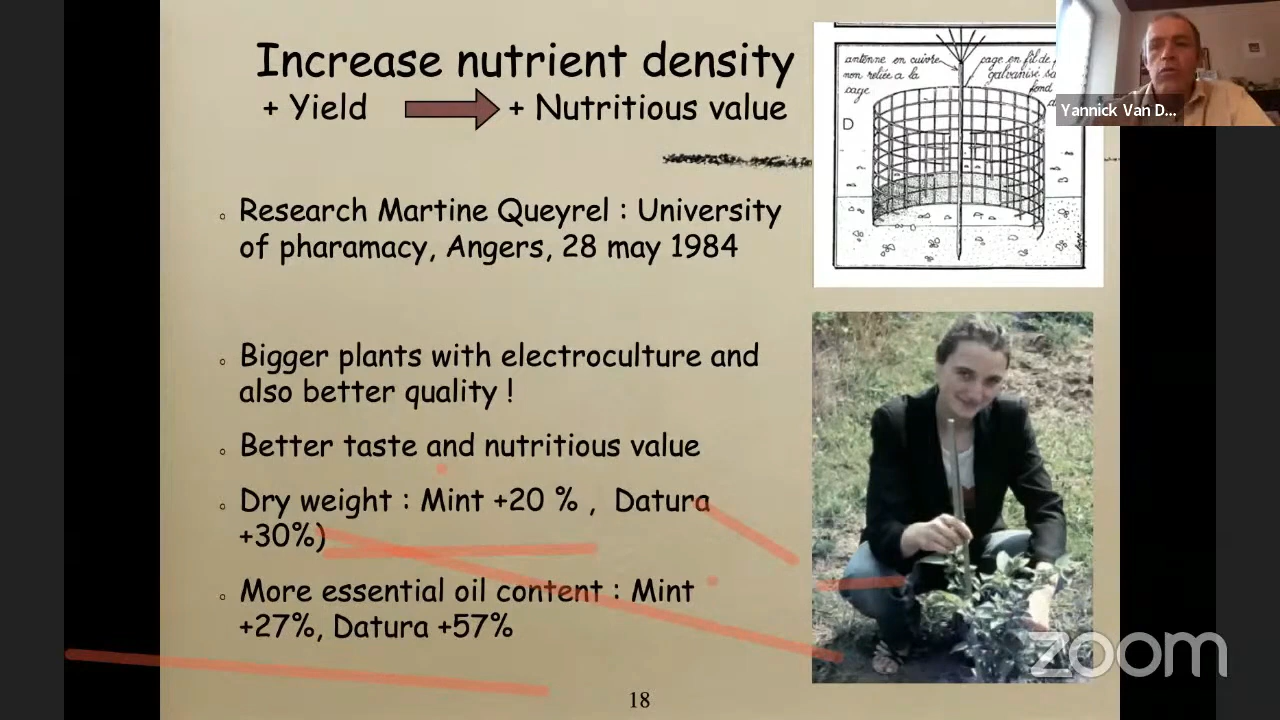 Increase nutrient density
+ Yield + Nutritious value
antenne en cuivre
non reliée a la
cage
cage en fil de
galvanisé
fond
D
Yannick Van D...
Research Martine Queyrel : University
of pharamacy, Angers, 28 may 1984
Bigger plants with electroculture and
also better quality !
Better taste and nutritious value
Dry weight : Mint +20 % , Datura
+30%)
More essential oil content : Mint
+27%, Datura +57%
zoom
18